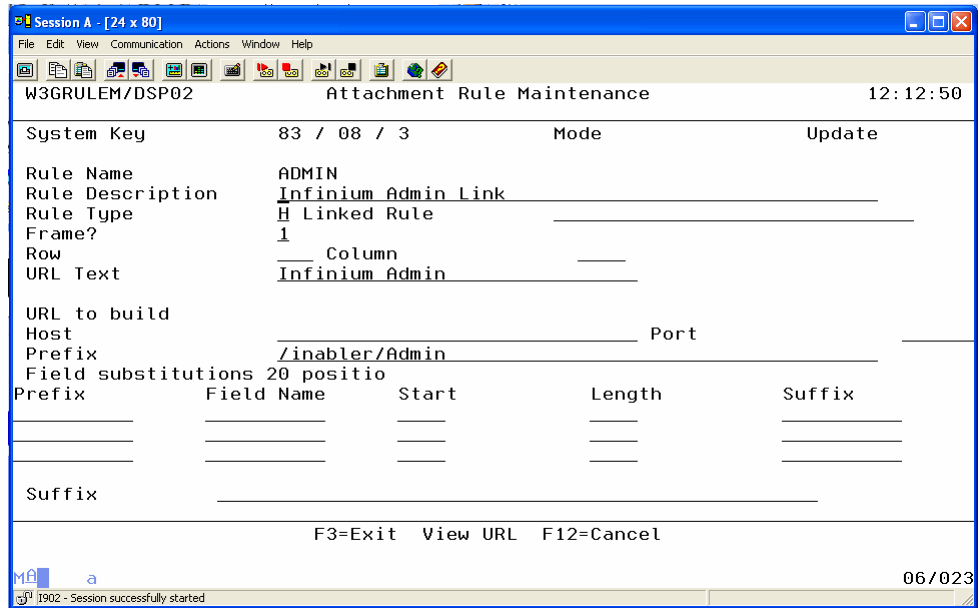 Session A - [24 x 80]
File Edit View Communication Actions Window Help
W3GRULEM/DSP02 Attachment Rule Maintenance 12:12:50
System Key 83 / 08 / 3 Mode Update
Rule Name ADMIN
Rule Description Infinium Admin Link
Rule Type H Linked Rule
Frame? 1
Row Column
URL Text Infinium Admin
URL to build
Host Port
Prefix /inabler/Admin
Field substitutions 20 positio
Prefix Field Name Start Length Suffix
Suffix
F3=Exit View URL F12=Cancel
MA a 06/023
I902 - Session successfully started